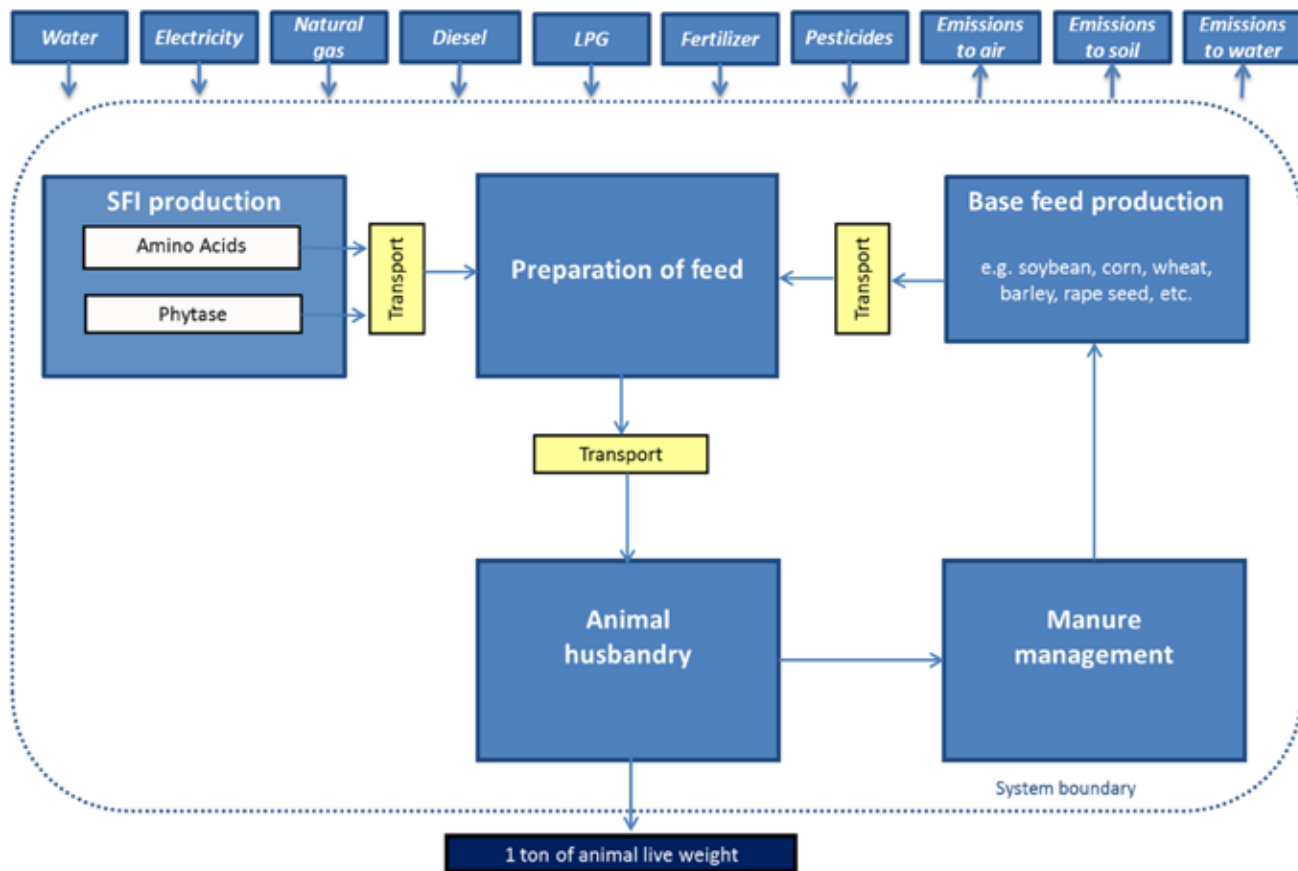 Water
Electricity
Natural
gas
Diesel
LPG
Fertilizer
Pesticides
Emissions
to air
Emissions
to soil
Emissions
to water
SFI production
Amino Acids
Phytase
Transport
Preparation of feed
Transport
Base feed production
e.g. soybean, corn, wheat,
barley, rape seed, etc.
Transport
Animal
husbandry
Manure
management
System boundary
1 ton of animal live weight